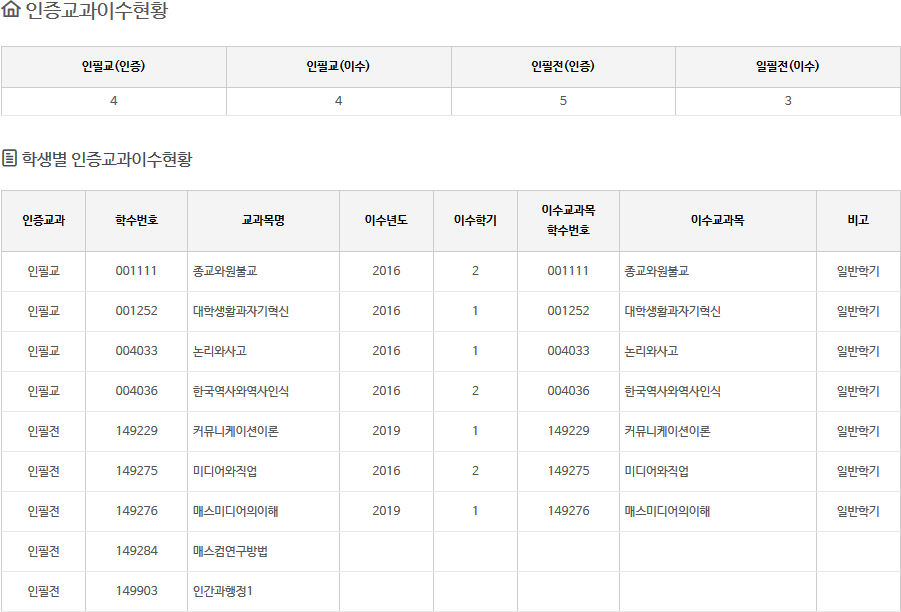 인증교과이수현황
인필교(인증) 인필교(이수) 인필전(인증) 일필전(이수)
4 4 5 3
학생별 인증교과이수현황
인증교과 학수번호 교과목명 이수년도 이수학기 이수교과목 학수번호 이수교과목 비고
인필교 001111 종교와원불교 2016 2 001111 종교와원불교 일반학기
인필교 001252 대학생활과자기혁신 2016 1 001252 대학생활과자기혁신 일반학기
인필교 004033 논리와사고 2016 1 004033 논리와사고 일반학기
인필교 004036 한국역사와역사인식 2016 2 004036 한국역사와역사인식 일반학기
인필전 149229 커뮤니케이션이론 2019 1 149229 커뮤니케이션이론 일반학기
인필전 149275 미디어와직업 2016 2 149275 미디어와직업 일반학기
인필전 149276 매스미디어의이해 2019 1 149276 매스미디어의이해 일반학기
인필전 149284 매스컴연구방법
인필전 149903 인간과행정1